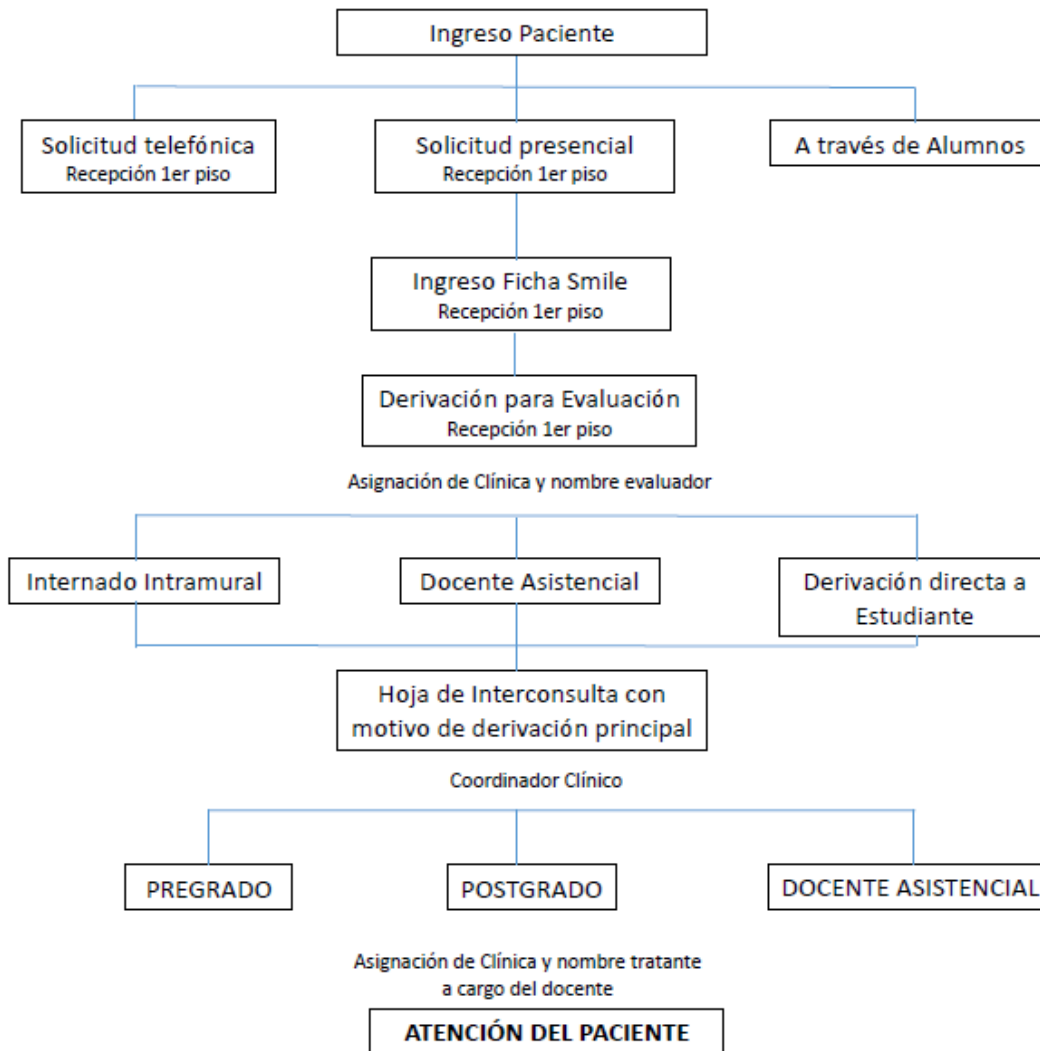 Ingreso Paciente
Solicitud telefónica
Recepción 1er piso
Solicitud presencial
Recepción 1er piso
A través de Alumnos
Ingreso Ficha Smile
Recepción 1er piso
Derivación para Evaluación
Recepción 1er piso
Asignación de Clínica y nombre evaluador
Internado Intramural
Docente Asistencial
Derivación directa a
Estudiante
Hoja de Interconsulta con
motivo de derivación principal
Coordinador Clínico
PREGRADO
POSTGRADO
DOCENTE ASISTENCIAL
Asignación de Clínica y nombre tratante
a cargo del docente
ATENCIÓN DEL PACIENTE